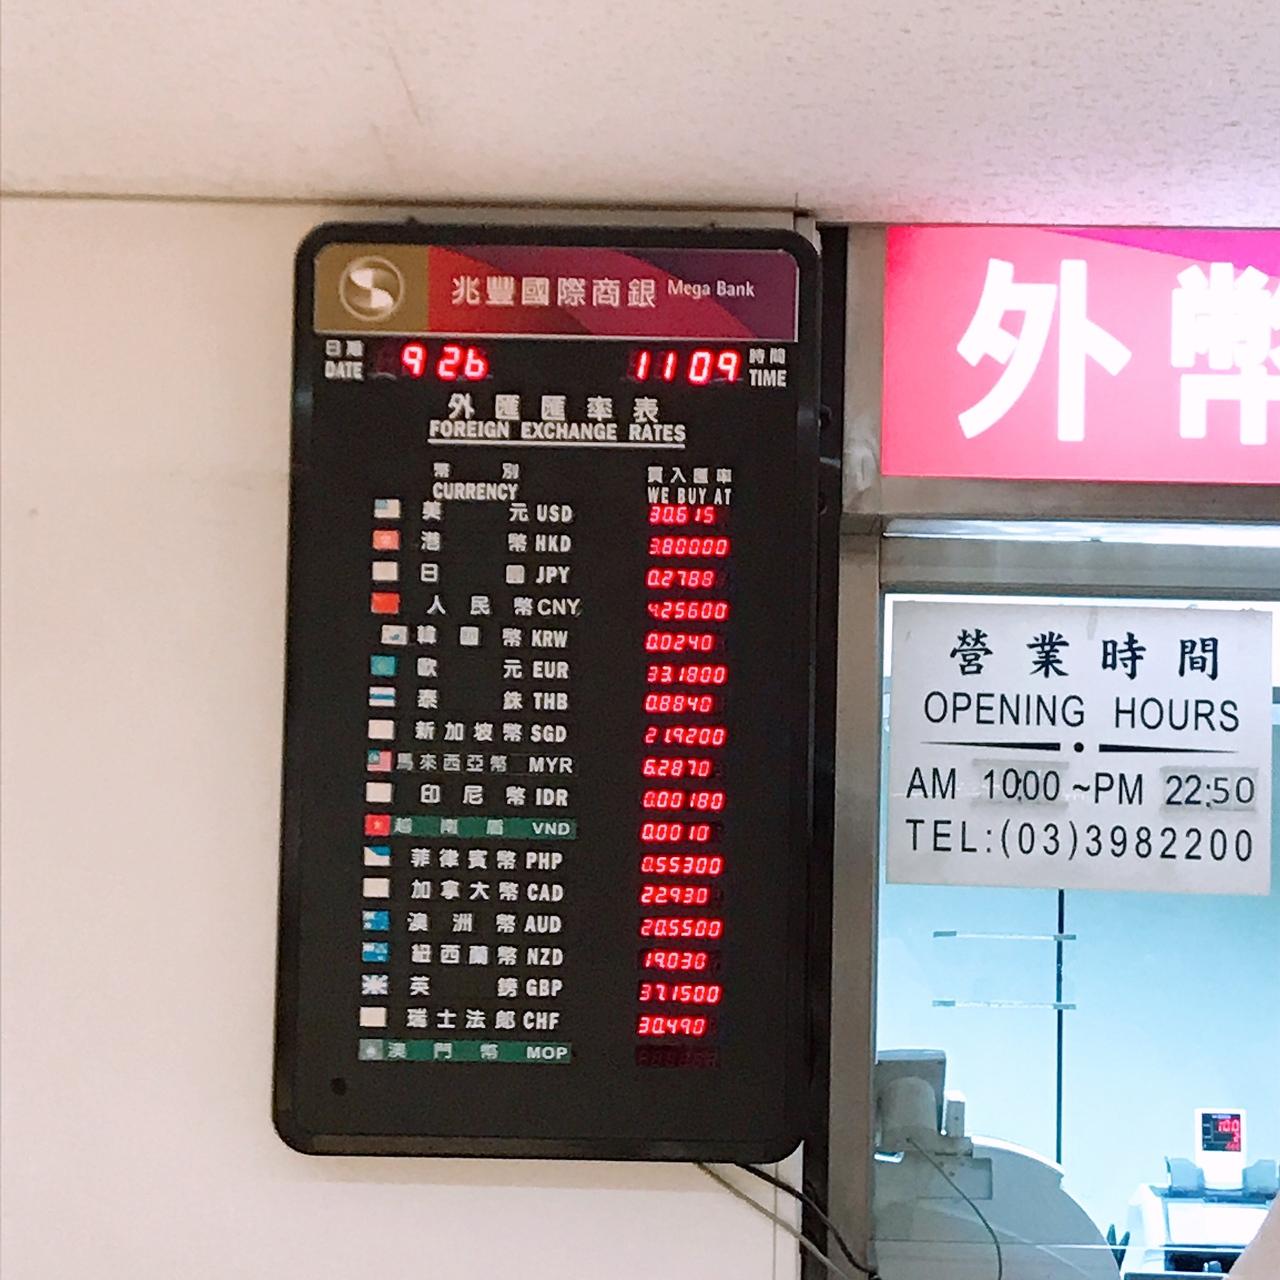 兆豐國際商銀 Mega Bank
日期 9 26 11 09 時間
DATE TIME
外匯匯率表
FOREIGN EXCHANGE RATES
幣別 買入匯率
CURRENCY WE BUY AT
美元 USD 30.615
港幣 HKD 3.80000
日圓 JPY 0.2788
人民幣 CNY 4.25600
韓國幣 KRW 0.0240
歐元 EUR 33.1800
泰銖 THB 0.8840
新加坡幣 SGD 21.9200
馬來西亞幣 MYR 6.2870
印尼幣 IDR 0.00180
越南盾 VND 0.0010
菲律賓幣 PHP 0.55300
加拿大幣 CAD 22.930
澳洲幣 AUD 20.5500
紐西蘭幣 NZD 19.030
英鎊 GBP 37.1500
瑞士法郎 CHF 30.490
澳門幣 MOP
外幣
營業時間
OPENING HOURS
AM 10:00 ~PM 22:50
TEL:(03)3982200